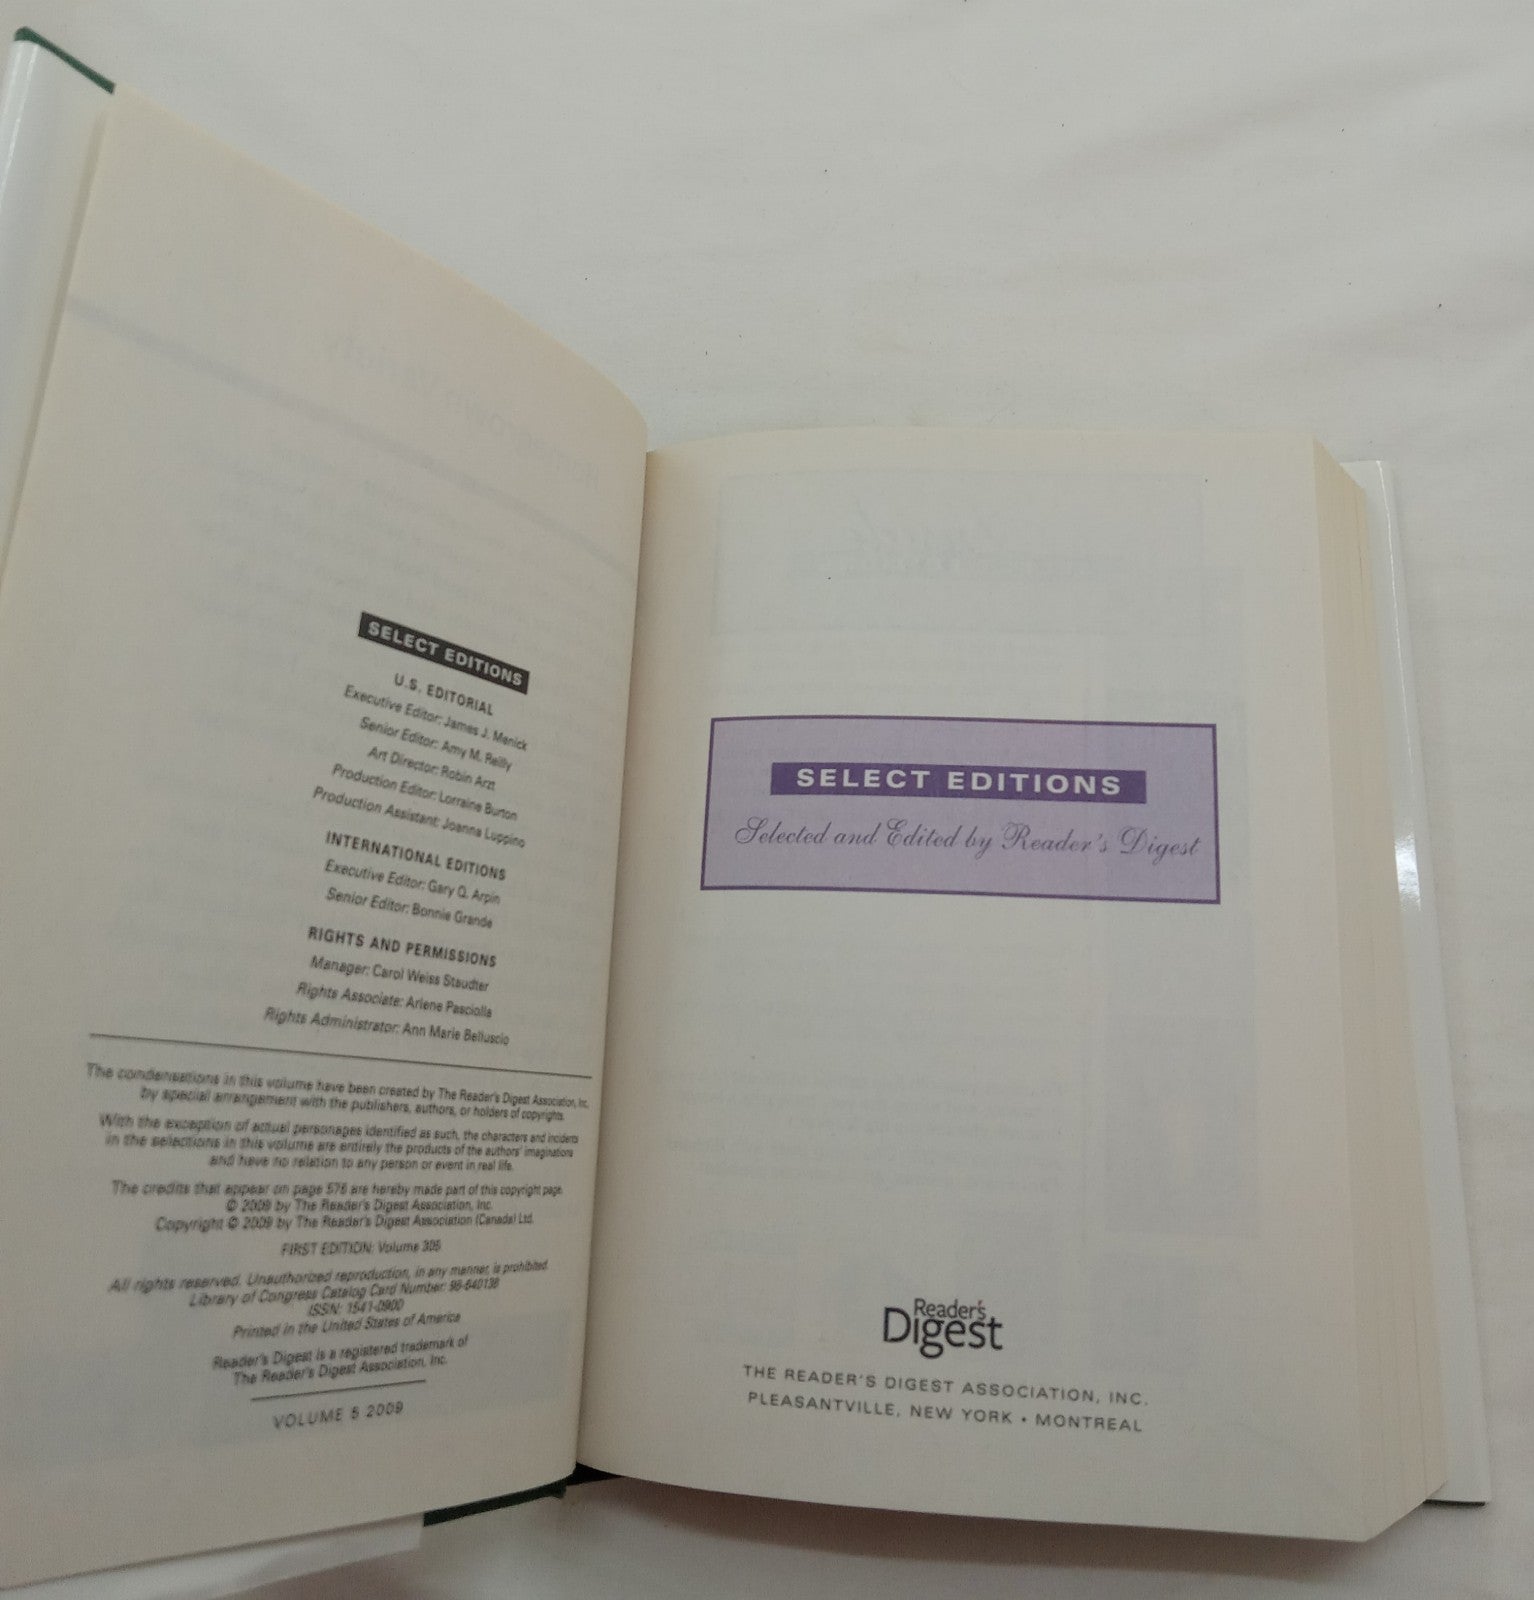 SELECT EDITIONS
U.S. EDITORIAL
Executive Editor: James J. Menick
Senior Editor: Amy M. Reilly
Art Director: Robin Arzt
Production Editor: Lorraine Burton
Production Assistant: Joanna Luppino
INTERNATIONAL EDITIONS
Executive Editor: Gary Q. Arpin
Senior Editor: Bonnie Grande
RIGHTS AND PERMISSIONS
Manager: Carol Weiss Staudter
Rights Associate: Arlene Pasciolla
Rights Administrator: Ann Marie Belluscio
The condensations in this volume have been created by The Reader's Digest Association, Inc.
by special arrangement with the publishers, authors, or holders of copyrights.
With the exception of actual personages identified as such, the characters and incidents
in the selections in this volume are entirely the products of the authors' imaginations
and have no relation to any person or event in real life.
The credits that appear on page 576 are hereby made part of this copyright page.
© 2009 by The Reader's Digest Association, Inc.
Copyright © 2009 by The Reader's Digest Association (Canada) Ltd.
FIRST EDITION: Volume 305
All rights reserved. Unauthorized reproduction, in any manner, is prohibited.
Library of Congress Catalog Card Number: 98-640138
ISSN: 1541-0900
Printed in the United States of America
Reader's Digest is a registered trademark of
The Reader's Digest Association, Inc.
VOLUME 5 2009
SELECT EDITIONS
Selected and Edited by Reader's Digest
Reader's
Digest
THE READER'S DIGEST ASSOCIATION, INC.
PLEASANTVILLE, NEW YORK • MONTREAL